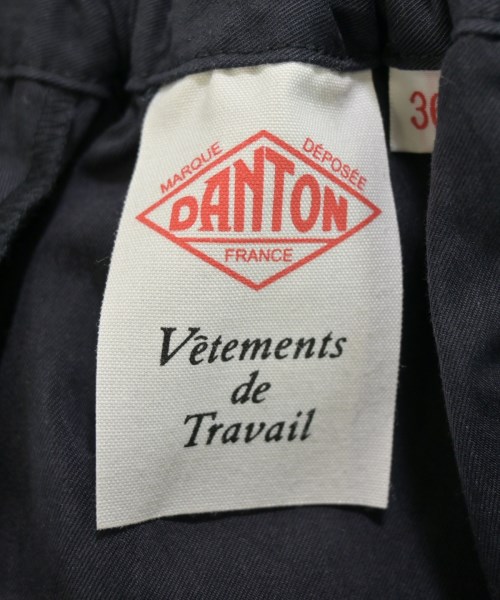 MARQUE DÉPOSÉE
DANTON
FRANCE
Vêtements
de
Travail